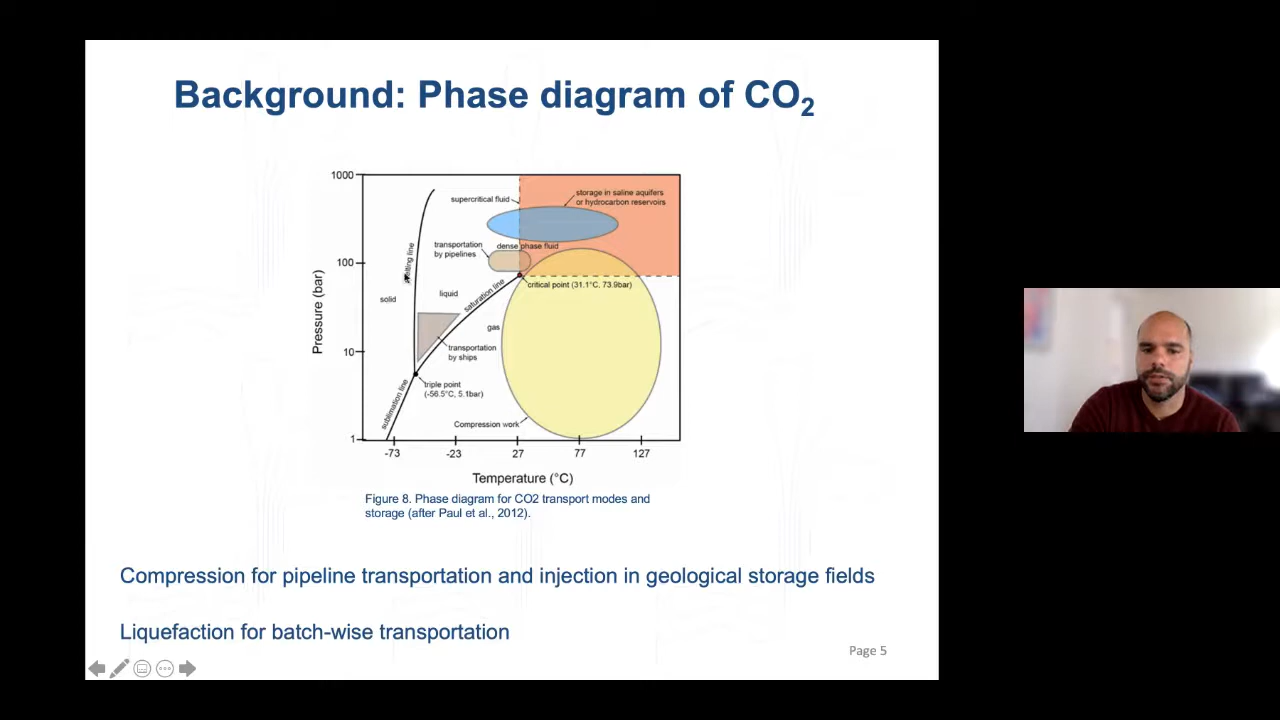 Background: Phase diagram of CO2
1000
100
10
1
Pressure (bar)
supercritical fluid
storage in saline aquifers
or hydrocarbon reservoirs
transportation
by pipelines
dense phase fluid
melting line
solid
liquid
saturation line
critical point (31.1°C, 73.9bar)
gas
transportation
by ships
sublimation line
triple point
(-56.5°C, 5.1bar)
Compression work
-73
-23
27
77
127
Temperature (°C)
Figure 8. Phase diagram for CO2 transport modes and
storage (after Paul et al., 2012).
Compression for pipeline transportation and injection in geological storage fields
Liquefaction for batch-wise transportation
Page 5